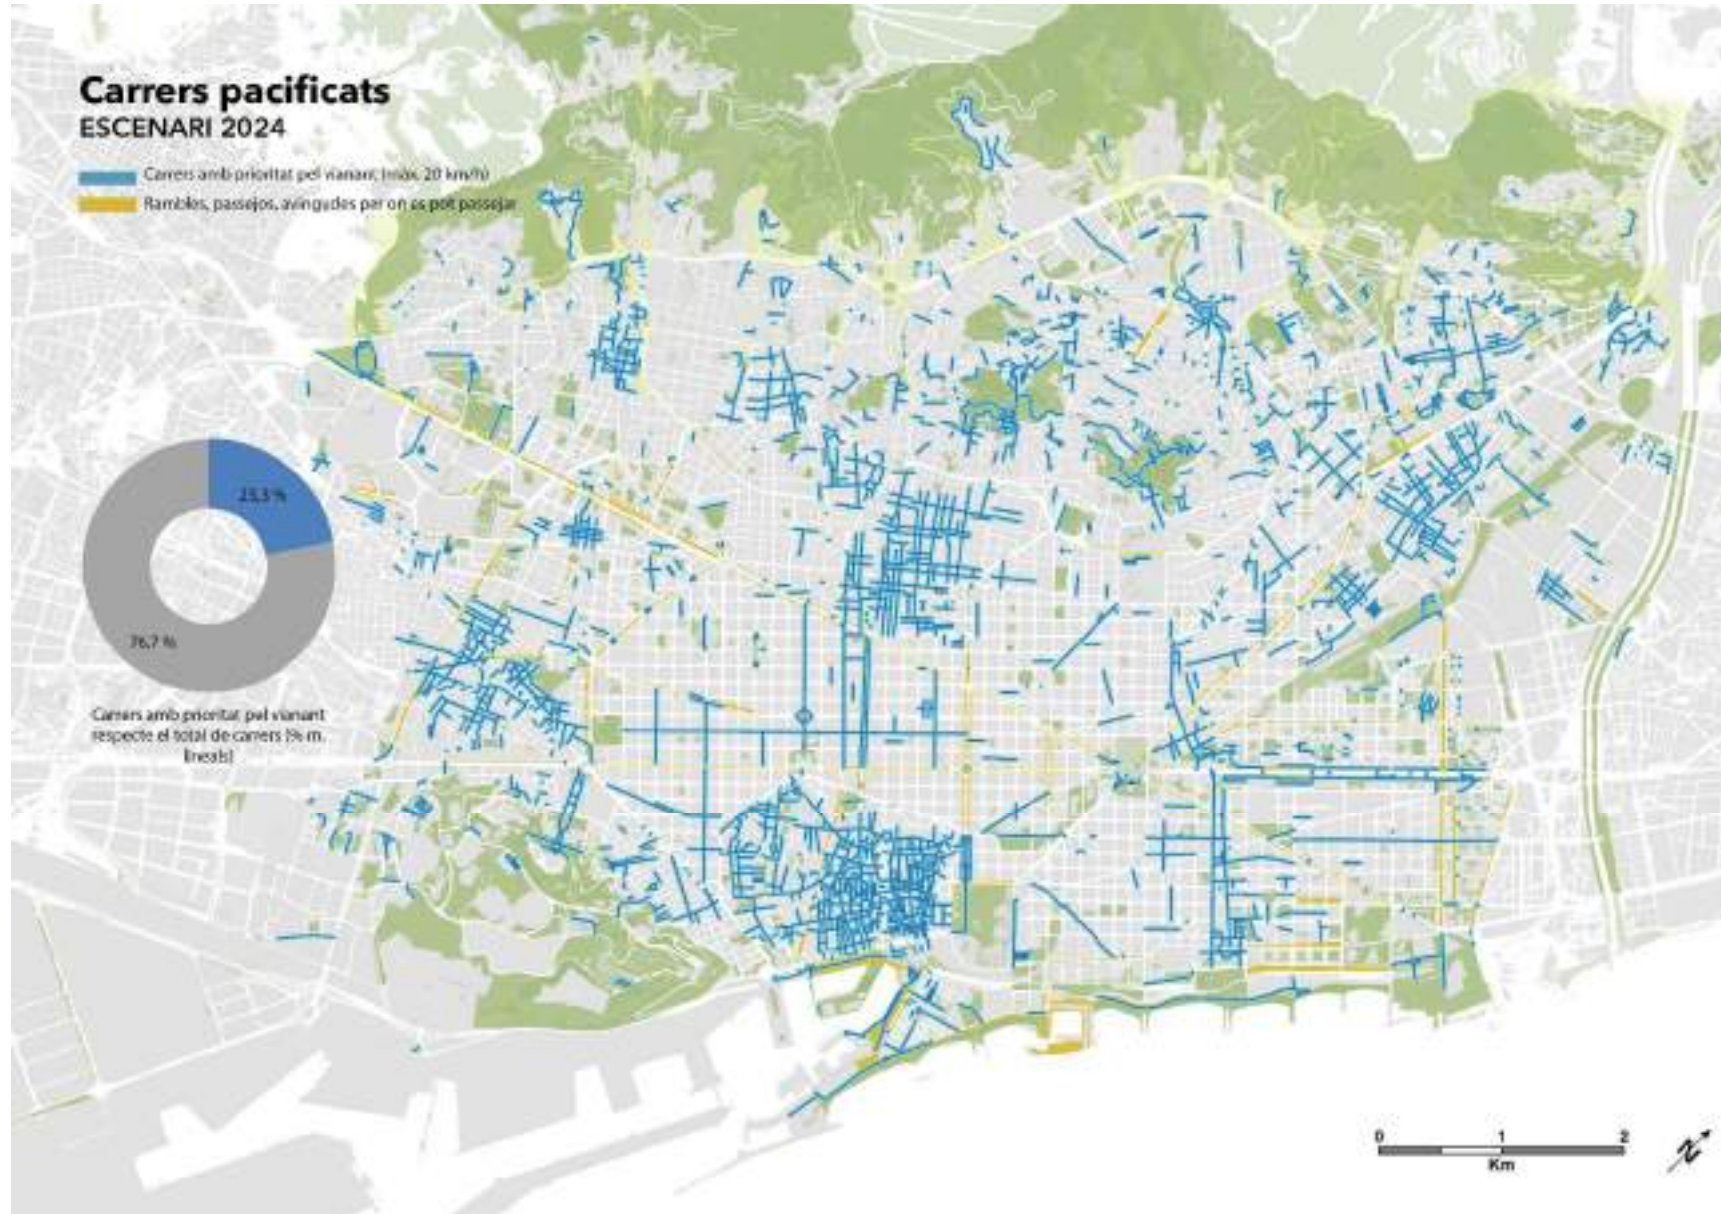 Carrers pacificats
ESCENARI 2024
Carrers amb prioritat pel vianant (màx. 20 km/h)
Rambles, passejos, avingudes per on es pot passejar
23,3 %
76,7 %
Carrers amb prioritat pel vianant
respecte el total de carrers (% m.
lineals)
0 1 2
Km
N